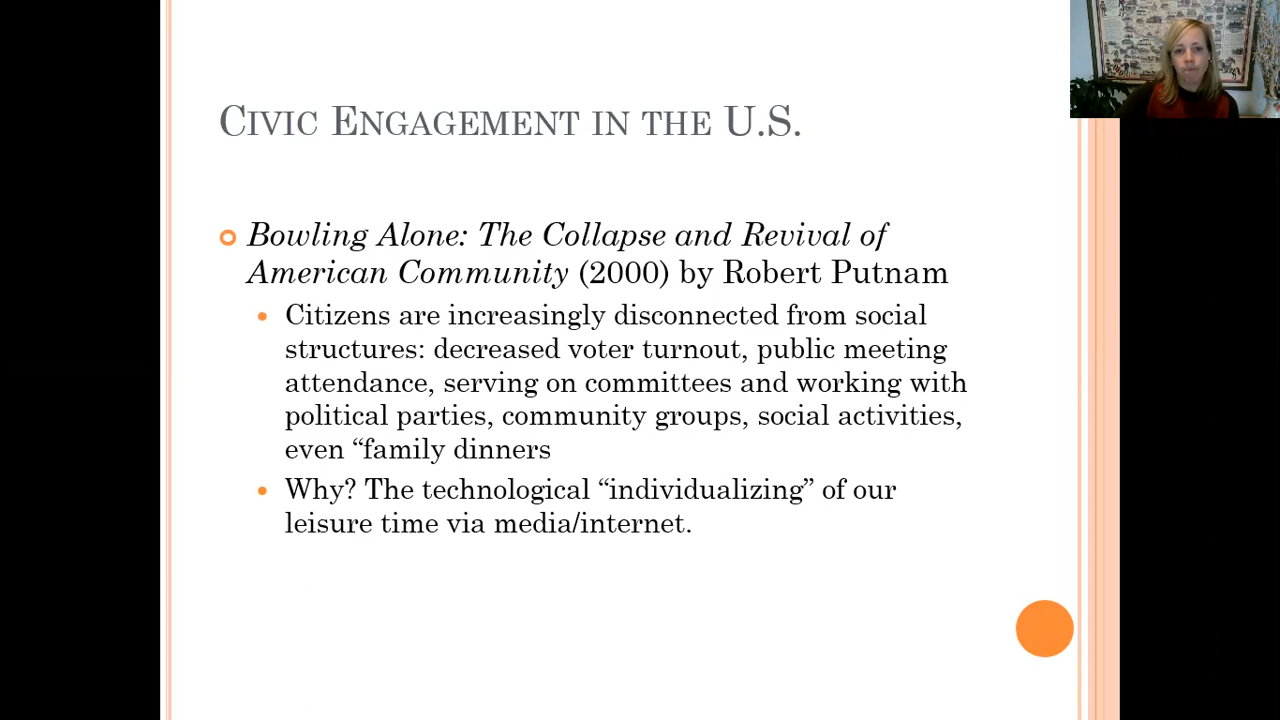 CIVIC ENGAGEMENT IN THE U.S.
Bowling Alone: The Collapse and Revival of
American Community (2000) by Robert Putnam
Citizens are increasingly disconnected from social
structures: decreased voter turnout, public meeting
attendance, serving on committees and working with
political parties, community groups, social activities,
even “family dinners
Why? The technological “individualizing” of our
leisure time via media/internet.